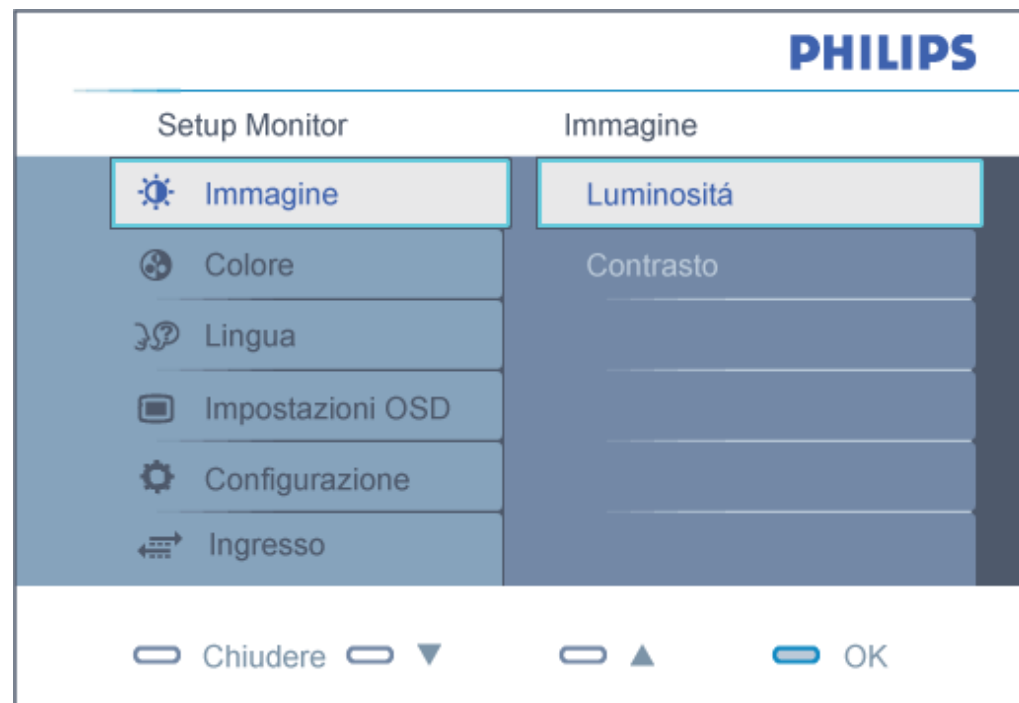 PHILIPS
Setup Monitor
Immagine
Immagine
Luminositá
Colore
Contrasto
Lingua
Impostazioni OSD
Configurazione
Ingresso
Chiudere
OK